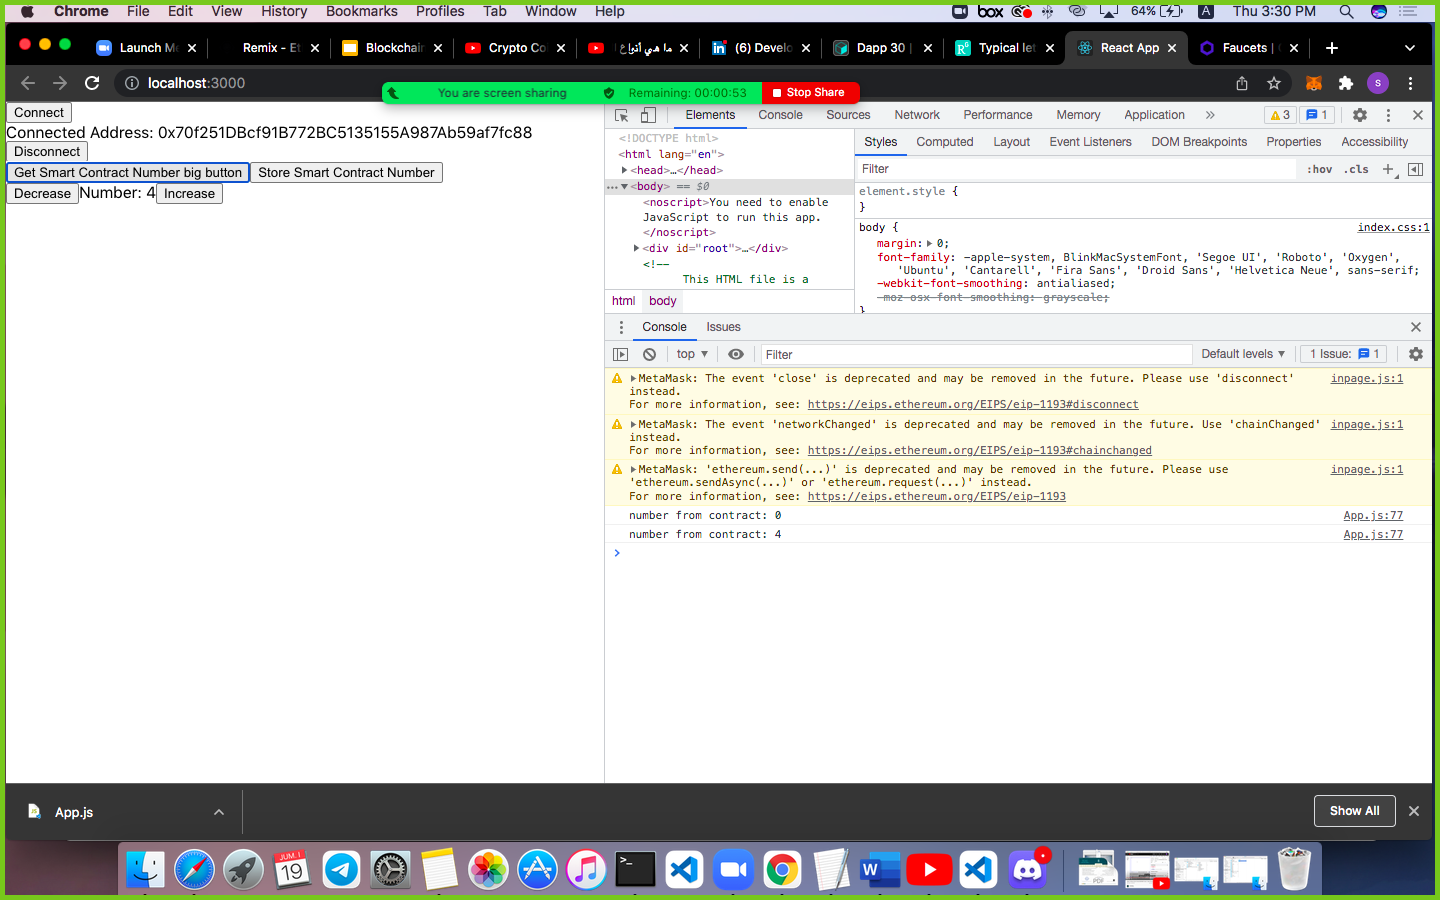 Chrome File Edit View History Bookmarks Profiles Tab Window Help box 64% A Thu 3:30 PM
Launch Me Remix - Et Blockchain Crypto Co ما هي أنواع ا (6) Develo Dapp 30 | Typical let React App Faucets | C
localhost:3000 S
You are screen sharing Remaining: 00:00:53 Stop Share
Connect
Connected Address: 0x70f251DBcf91B772BC5135155A987Ab59af7fc88
Disconnect
Get Smart Contract Number big button Store Smart Contract Number
Decrease Number: 4 Increase
Elements Console Sources Network Performance Memory Application » 3 1
<!DOCTYPE html>
<html lang="en">
<head>…</head>
<body> == $0
<noscript>You need to enable
JavaScript to run this app.
</noscript>
<div id="root">…</div>
<!--
This HTML file is a
html body
Styles Computed Layout Event Listeners DOM Breakpoints Properties Accessibility
Filter :hov .cls
element.style {
}
body { index.css:1
margin: 0;
font-family: -apple-system, BlinkMacSystemFont, 'Segoe UI', 'Roboto', 'Oxygen',
'Ubuntu', 'Cantarell', 'Fira Sans', 'Droid Sans', 'Helvetica Neue', sans-serif;
-webkit-font-smoothing: antialiased;
-moz-osx-font-smoothing: grayscale;
}
Console Issues
top Filter Default levels 1 Issue: 1
MetaMask: The event 'close' is deprecated and may be removed in the future. Please use 'disconnect' inpage.js:1
instead.
For more information, see: https://eips.ethereum.org/EIPS/eip-1193#disconnect
MetaMask: The event 'networkChanged' is deprecated and may be removed in the future. Use 'chainChanged' inpage.js:1
instead.
For more information, see: https://eips.ethereum.org/EIPS/eip-1193#chainchanged
MetaMask: 'ethereum.send(...)' is deprecated and may be removed in the future. Please use inpage.js:1
'ethereum.sendAsync(...)' or 'ethereum.request(...)' instead.
For more information, see: https://eips.ethereum.org/EIPS/eip-1193
number from contract: 0 App.js:77
number from contract: 4 App.js:77
App.js Show All
JUM. 1
19
W
PDF